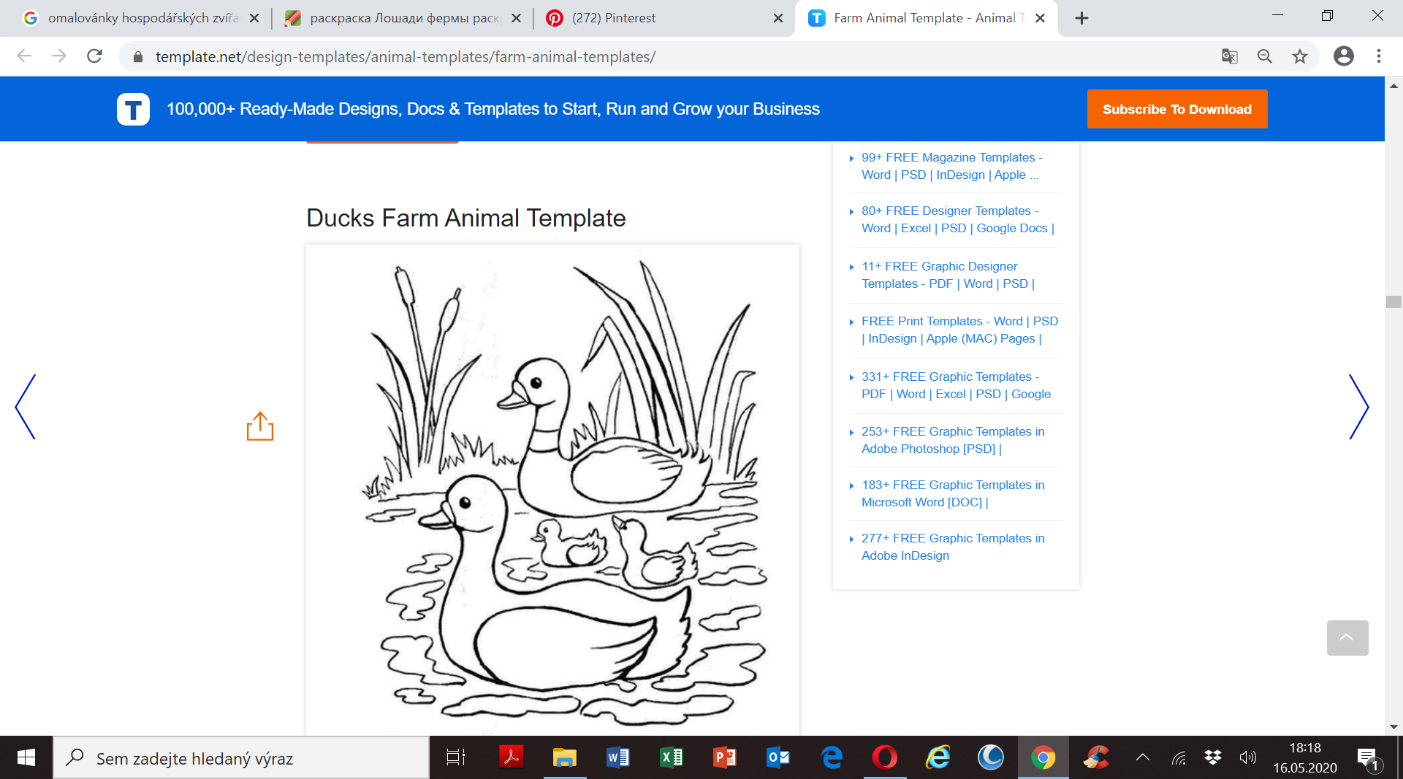 omalovánky hospodářských zvířa
раскраска Лошади фермы раск
(272) Pinterest
Farm Animal Template - Animal T
template.net/design-templates/animal-templates/farm-animal-templates/
T
100,000+ Ready-Made Designs, Docs & Templates to Start, Run and Grow your Business
Subscribe To Download
Ducks Farm Animal Template
99+ FREE Magazine Templates -
Word | PSD | InDesign | Apple ...
80+ FREE Designer Templates -
Word | Excel | PSD | Google Docs |
11+ FREE Graphic Designer
Templates - PDF | Word | PSD |
FREE Print Templates - Word | PSD
| InDesign | Apple (MAC) Pages |
331+ FREE Graphic Templates -
PDF | Word | Excel | PSD | Google
253+ FREE Graphic Templates in
Adobe Photoshop [PSD] |
183+ FREE Graphic Templates in
Microsoft Word [DOC] |
277+ FREE Graphic Templates in
Adobe InDesign
Sem zadejte hledaný výraz
18:18
16.05.2020
1